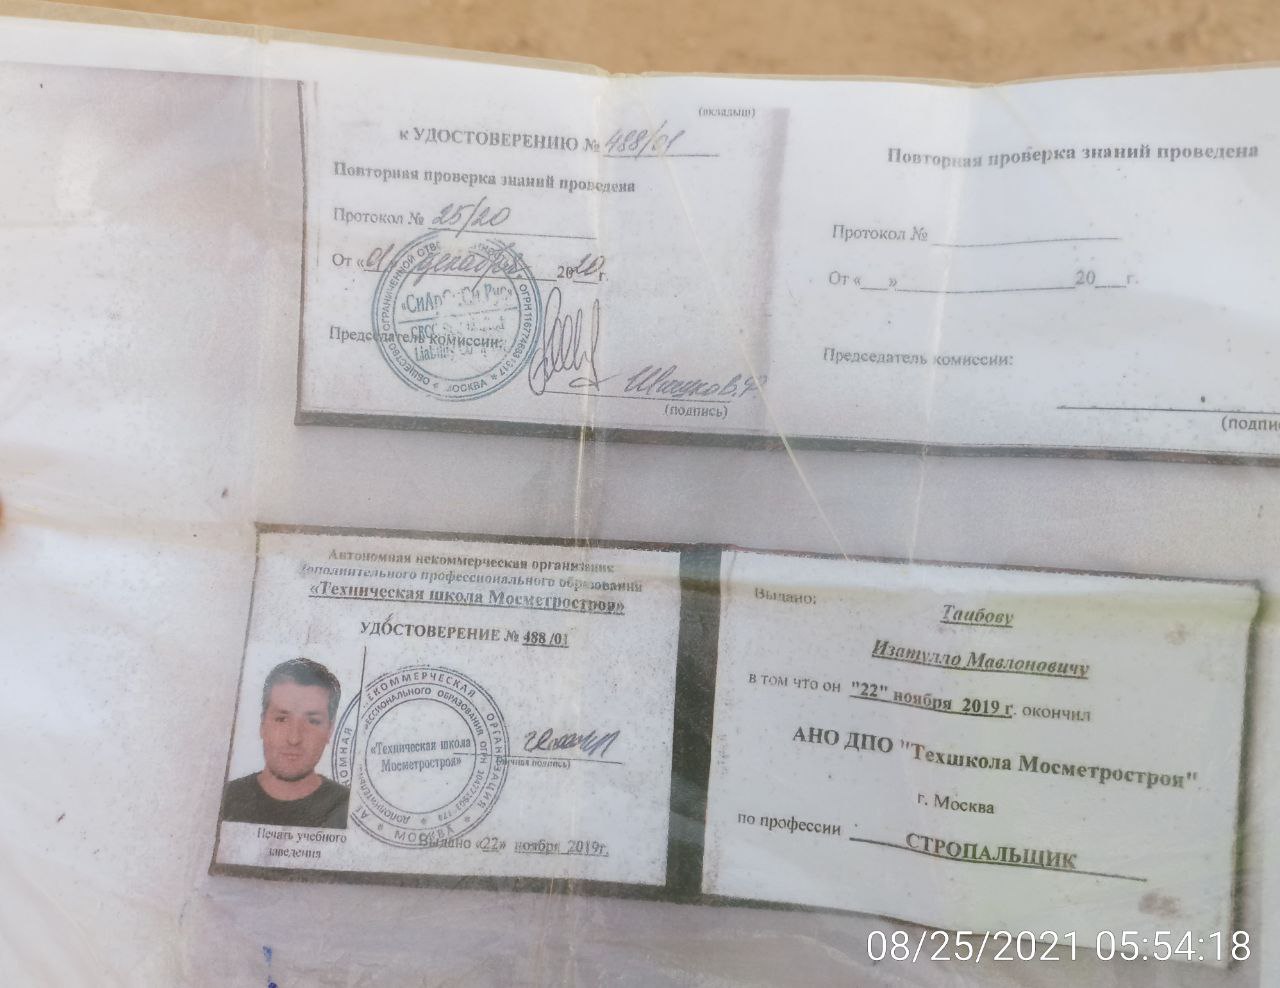 (вкладыш)
к УДОСТОВЕРЕНИЮ № 488/01
Повторная проверка знаний проведена
Протокол № 25/20
От «01» декабря 2020 г.
«СиАрСиСи Рус»
Председатель комиссии:
МОСКВА
(подпись)
Повторная проверка знаний проведена
Протокол №
От «___» 20___г.
Председатель комиссии:
(подпи
Автономная некоммерческая организация
дополнительного профессионального образования
«Техническая школа Мосметростроя»
УДОСТОВЕРЕНИЕ № 488 /01
«Техническая школа
Мосметростроя»
МОСКВА
(личная подпись)
Печать учебного
заведения
Выдано «22» ноября 2019г.
Выдано:
Таибову
Изатулло Мавлоновичу
в том что он "22" ноября 2019 г. окончил
АНО ДПО "Техшкола Мосметростроя"
г. Москва
по профессии СТРОПАЛЬЩИК
08/25/2021 05:54:18